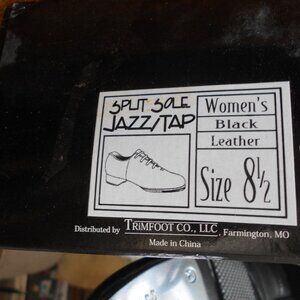 SPLIT SOLE
JAZZ/TAP
Women's
Black
Leather
Size 8½
Distributed by TRIMFOOT CO., LLC, Farmington, MO
Made in China